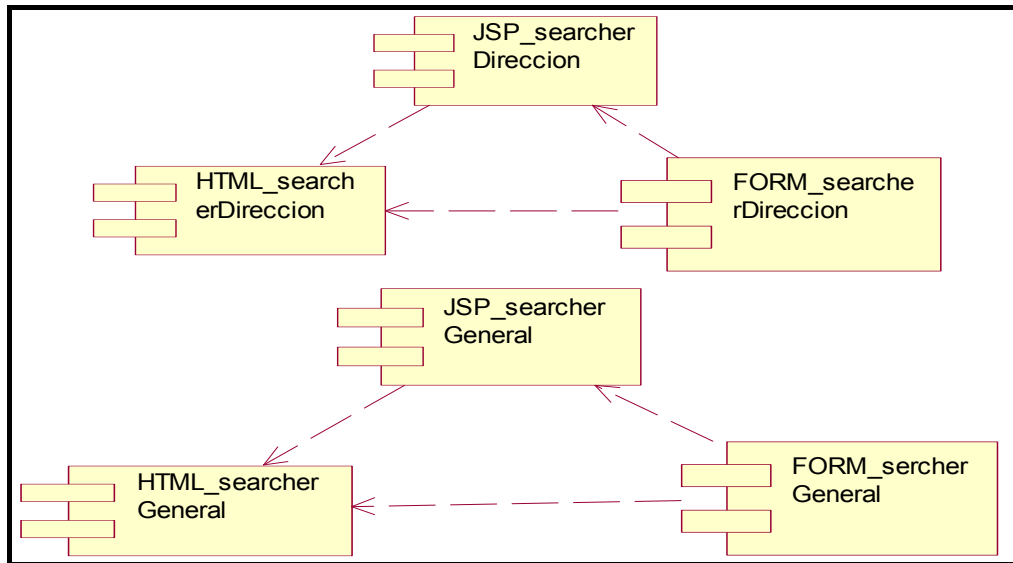 JSP_searcher
Direccion
HTML_search
erDireccion
FORM_searche
rDireccion
JSP_searcher
General
HTML_searcher
General
FORM_sercher
General